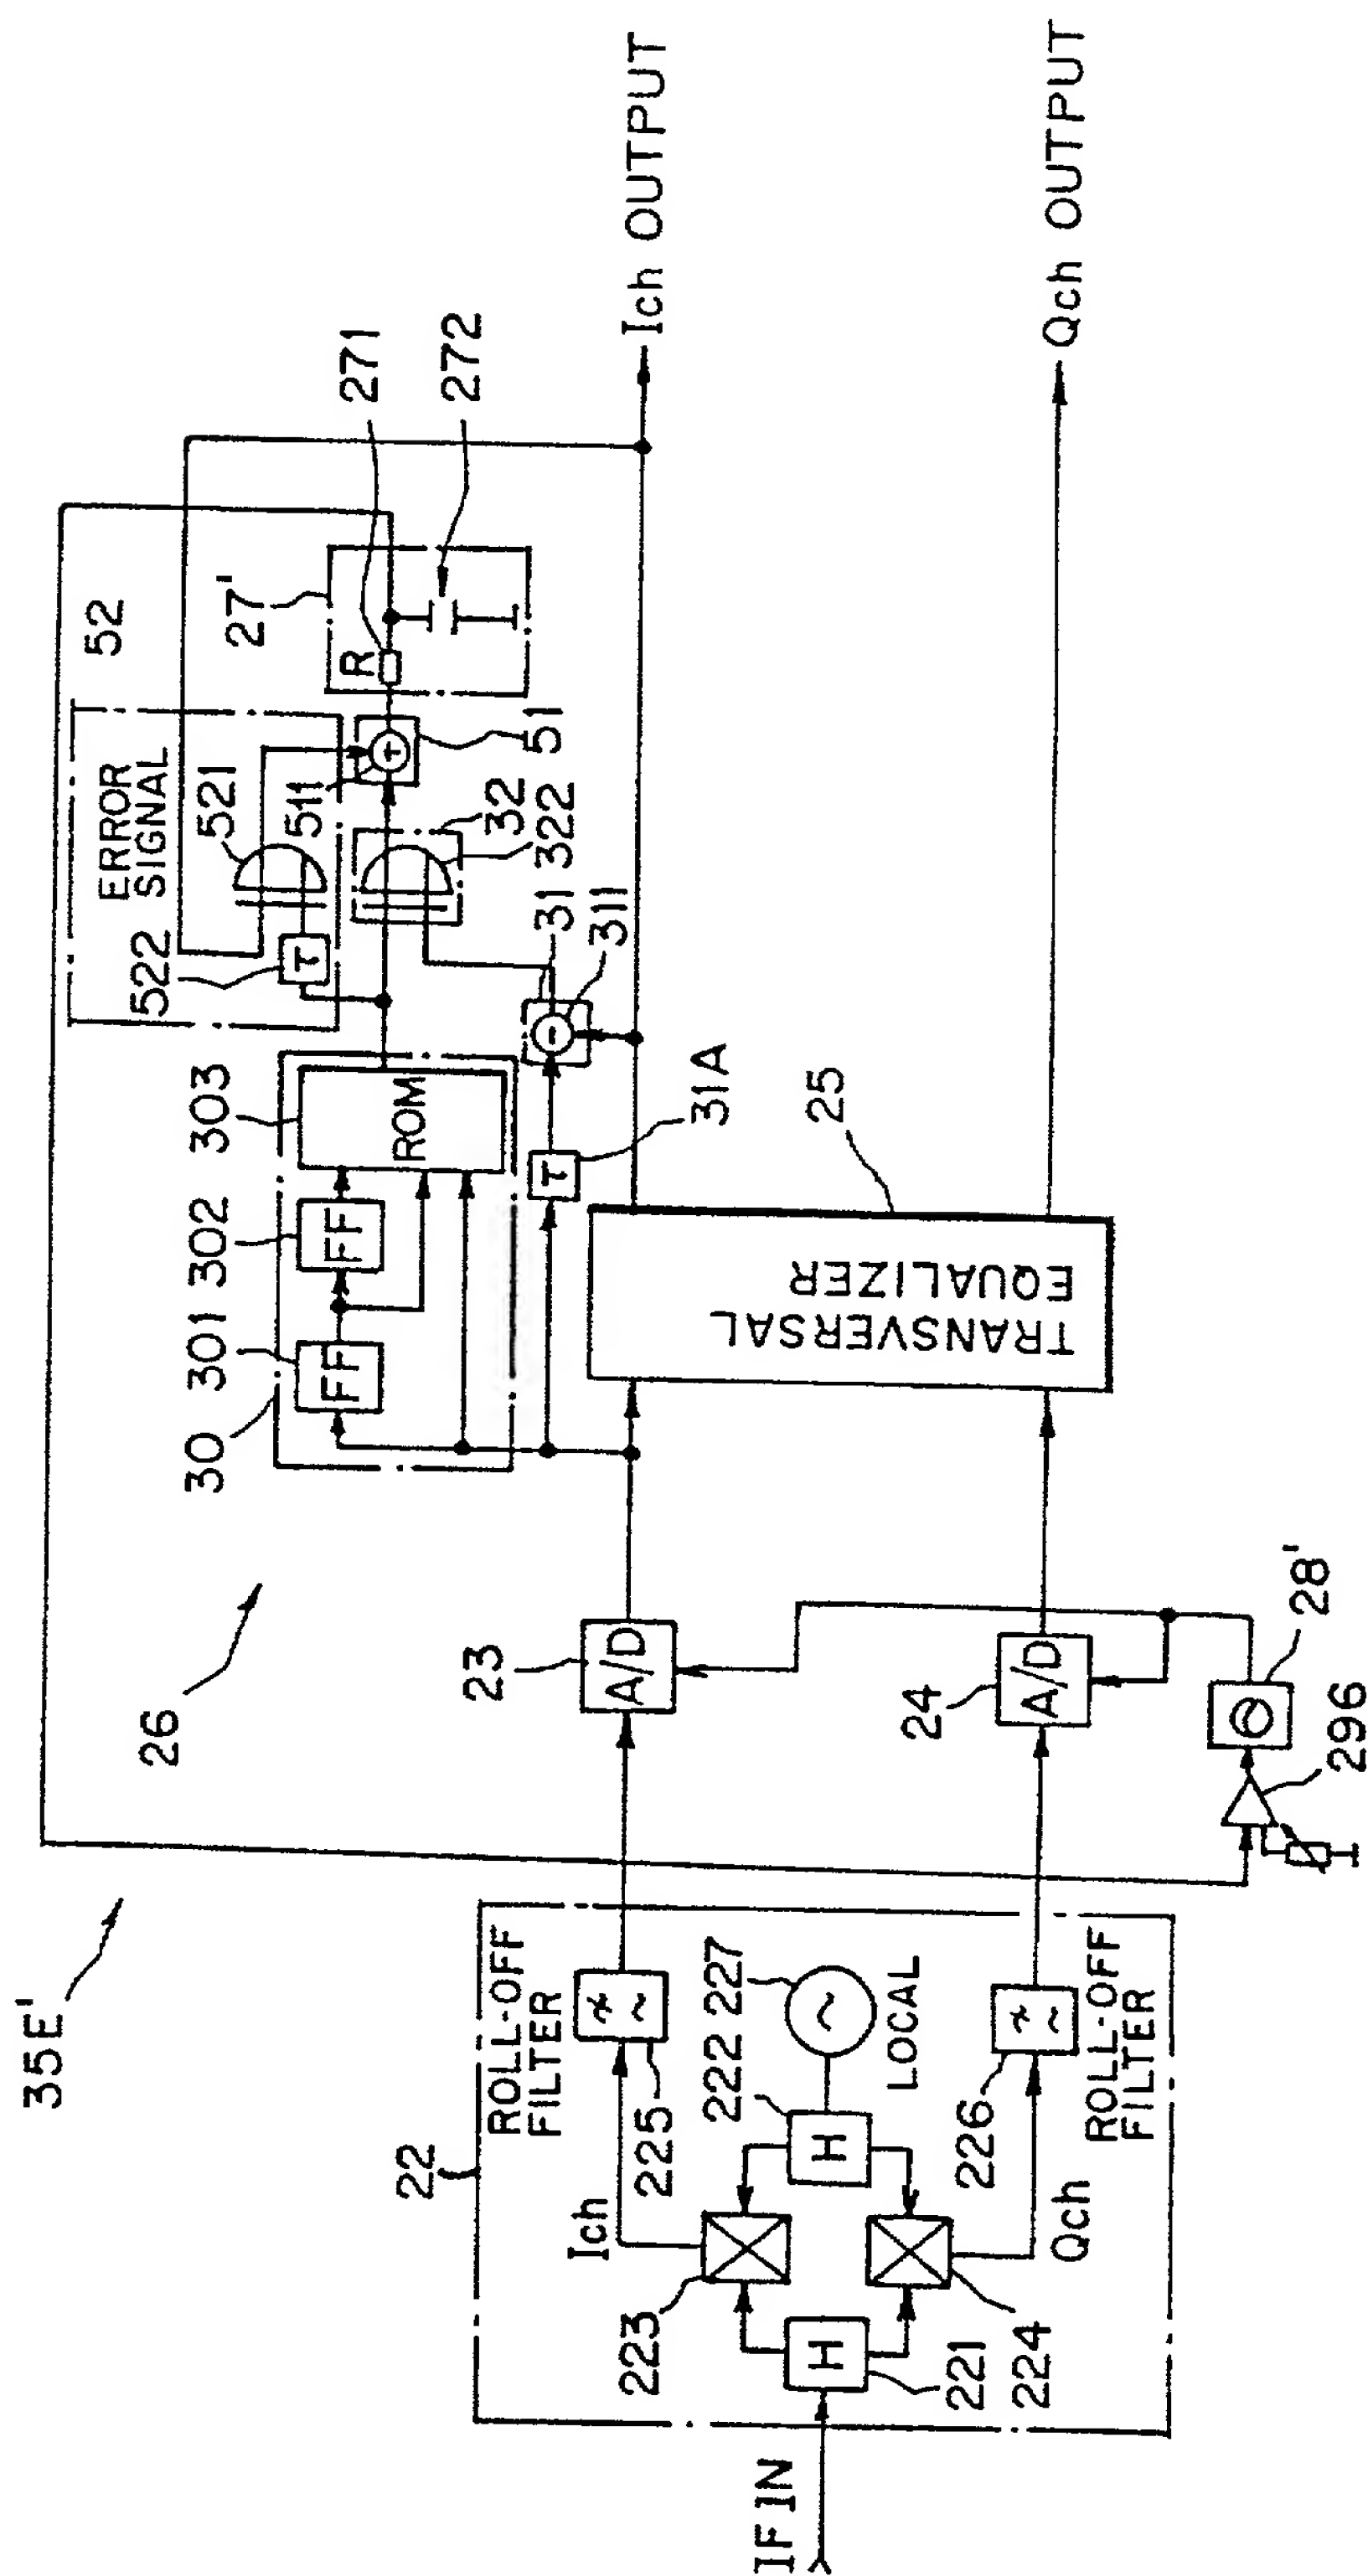 35E'
26
22
IF IN
221
223
224
222
227
LOCAL
Ich
Qch
225
226
ROLL-OFF
FILTER
ROLL-OFF
FILTER
H
H
~
~
~
23
A/D
24
A/D
28'
296
30
301
FF
302
FF
303
ROM
T
31A
25
TRANSVERSAL
EQUALIZER
31
311
-
32
322
522
T
521
ERROR
SIGNAL
52
511
+
51
27'
R
271
272
Ich OUTPUT
Qch OUTPUT